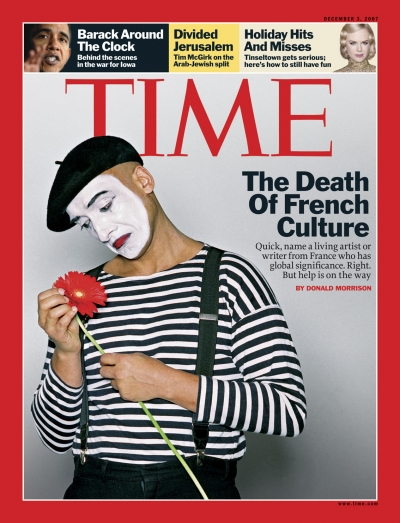 DECEMBER 3, 2007
Barack Around
The Clock
Behind the scenes
in the war for Iowa
Divided
Jerusalem
Tim McGirk on the
Arab-Jewish split
Holiday Hits
And Misses
Tinseltown gets serious;
here's how to still have fun
TIME
The Death
Of French
Culture
Quick, name a living artist or
writer from France who has
global significance. Right.
But help is on the way
BY DONALD MORRISON
www.time.com